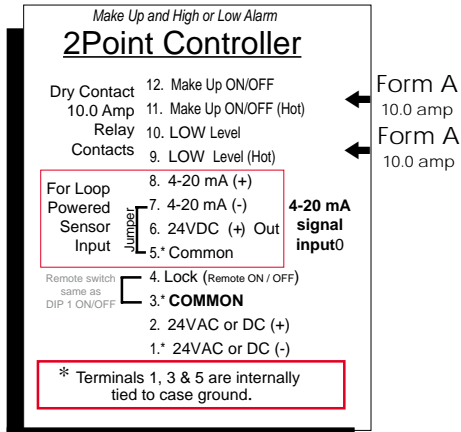 Make Up and High or Low Alarm
2Point Controller
Dry Contact
10.0 Amp
Relay
Contacts
12. Make Up ON/OFF
11. Make Up ON/OFF (Hot)
10. LOW Level
9. LOW Level (Hot)
Form A
10.0 amp
Form A
10.0 amp
For Loop
Powered
Sensor
Input
Jumper
8. 4-20 mA (+)
7. 4-20 mA (-)
6. 24VDC (+) Out
5.* Common
4-20 mA
signal
input0
Remote switch
same as
DIP 1 ON/OFF
4. Lock (Remote ON / OFF)
3.* COMMON
2. 24VAC or DC (+)
1.* 24VAC or DC (-)
* Terminals 1, 3 & 5 are internally
tied to case ground.